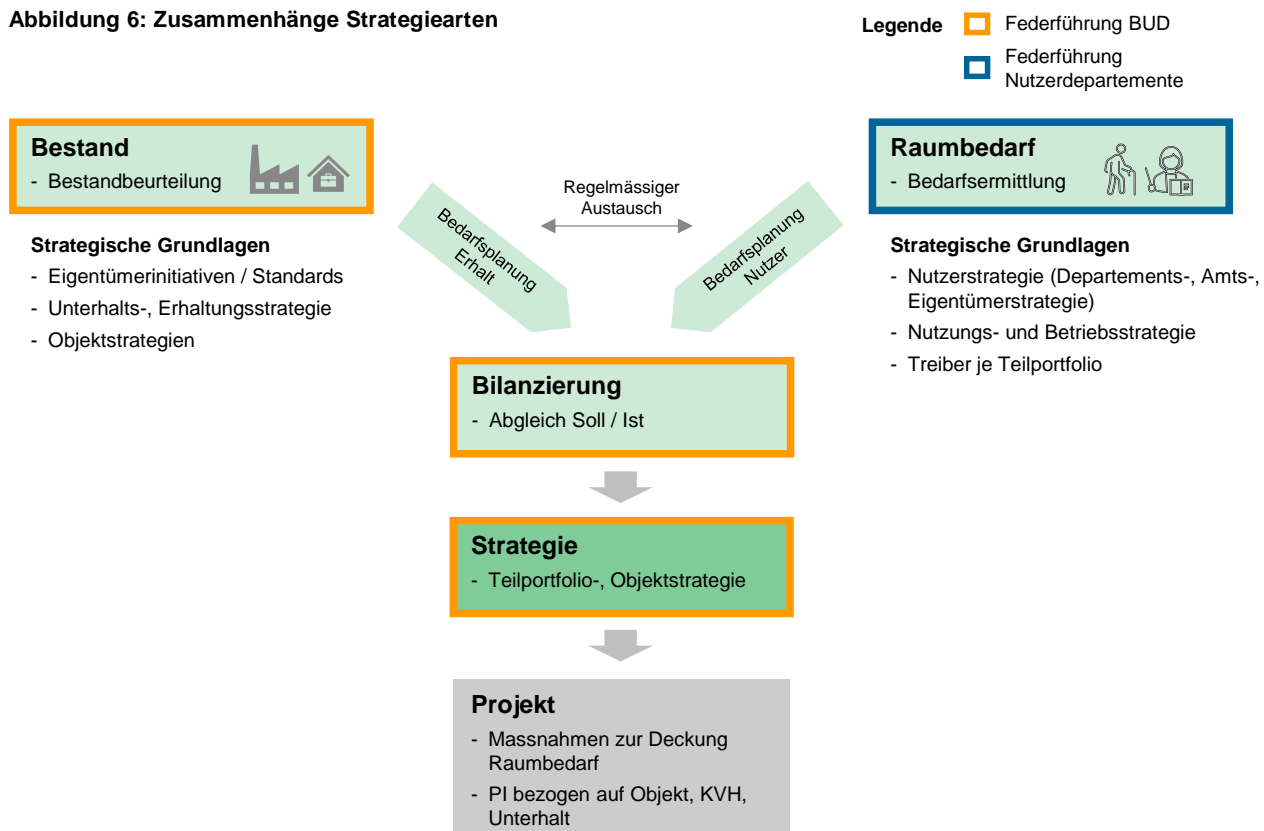 Abbildung 6: Zusammenhänge Strategiearten
Legende
Federführung BUD
Federführung
Nutzerdepartemente
Bestand
- Bestandbeurteilung
Raumbedarf
- Bedarfsermittlung
Regelmässiger
Austausch
Bedarfsplanung
Erhalt
Bedarfsplanung
Nutzer
Strategische Grundlagen
- Eigentümerinitiativen / Standards
- Unterhalts-, Erhaltungsstrategie
- Objektstrategien
Strategische Grundlagen
- Nutzerstrategie (Departements-, Amts-,
Eigentümerstrategie)
- Nutzungs- und Betriebsstrategie
- Treiber je Teilportfolio
Bilanzierung
- Abgleich Soll / Ist
Strategie
- Teilportfolio-, Objektstrategie
Projekt
- Massnahmen zur Deckung
Raumbedarf
- PI bezogen auf Objekt, KVH,
Unterhalt